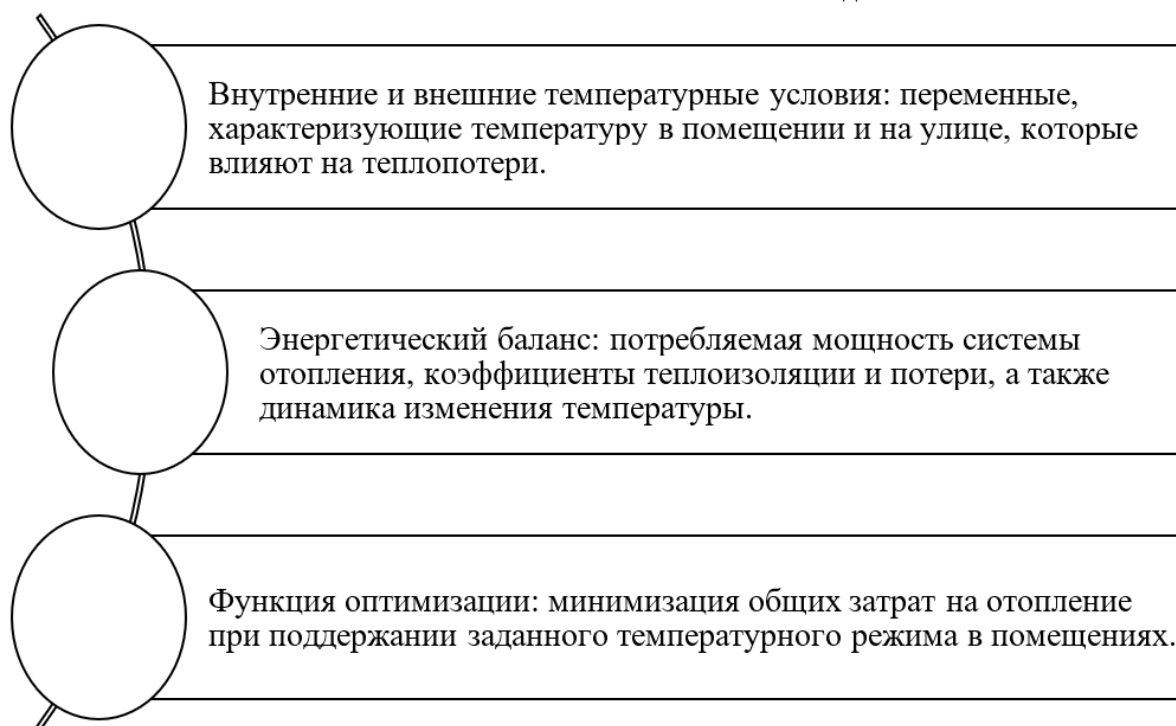 Внутренние и внешние температурные условия: переменные,
характеризующие температуру в помещении и на улице, которые
влияют на теплопотери.
Энергетический баланс: потребляемая мощность системы
отопления, коэффициенты теплоизоляции и потери, а также
динамика изменения температуры.
Функция оптимизации: минимизация общих затрат на отопление
при поддержании заданного температурного режима в помещениях.